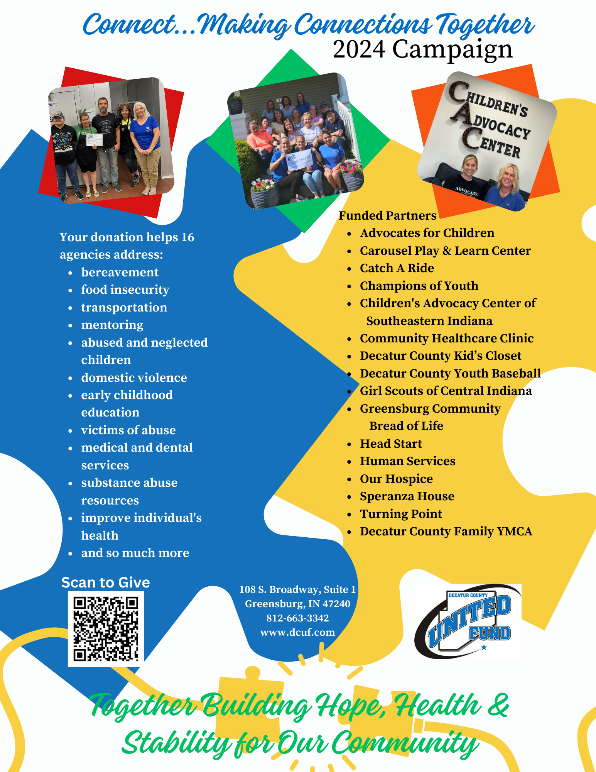 Connect...Making Connections Together
2024 Campaign
CHILDREN'S
ADVOCACY
CENTER
Your donation helps 16
agencies address:
• bereavement
• food insecurity
• transportation
• mentoring
• abused and neglected
children
• domestic violence
• early childhood
education
• victims of abuse
• medical and dental
services
• substance abuse
resources
• improve individual's
health
• and so much more
Funded Partners
• Advocates for Children
• Carousel Play & Learn Center
• Catch A Ride
• Champions of Youth
• Children's Advocacy Center of
Southeastern Indiana
• Community Healthcare Clinic
• Decatur County Kid's Closet
• Decatur County Youth Baseball
• Girl Scouts of Central Indiana
• Greensburg Community
Bread of Life
• Head Start
• Human Services
• Our Hospice
• Speranza House
• Turning Point
• Decatur County Family YMCA
Scan to Give
108 S. Broadway, Suite 1
Greensburg, IN 47240
812-663-3342
www.dcuf.com
DECATUR COUNTY
UNITED
FUND
Together Building Hope, Health &
Stability for Our Community